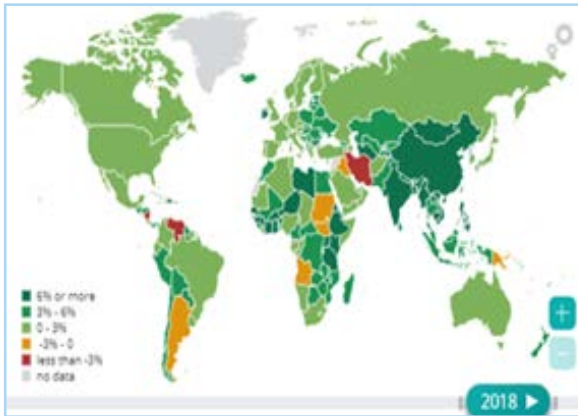 6% or more
3% - 6%
0 - 3%
-3% - 0
less than -3%
no data
2018